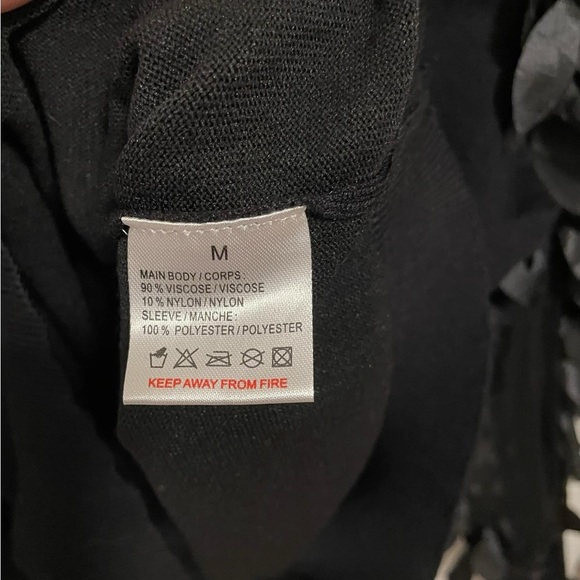 M
MAIN BODY / CORPS :
90 % VISCOSE / VISCOSE
10 % NYLON / NYLON
SLEEVE / MANCHE :
100 % POLYESTER / POLYESTER
KEEP AWAY FROM FIRE